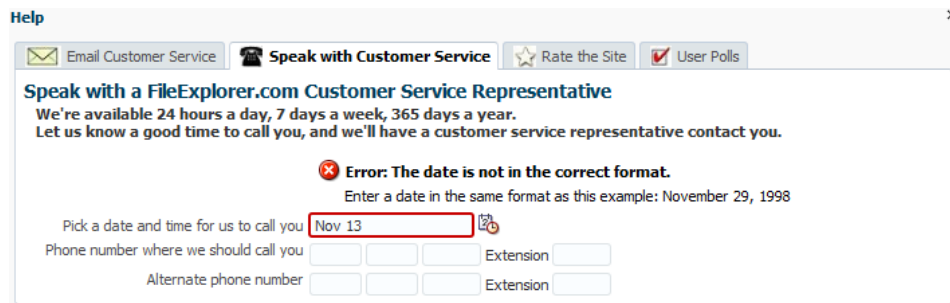 Help
Email Customer Service
Speak with Customer Service
Rate the Site
User Polls
Speak with a FileExplorer.com Customer Service Representative
We're available 24 hours a day, 7 days a week, 365 days a year.
Let us know a good time to call you, and we'll have a customer service representative contact you.
Error: The date is not in the correct format.
Enter a date in the same format as this example: November 29, 1998
Pick a date and time for us to call you Nov 13
Phone number where we should call you Extension
Alternate phone number Extension